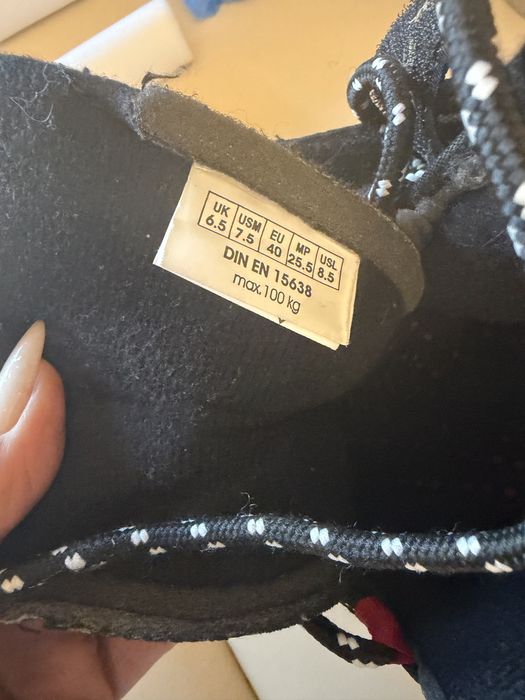 UK USM EU MP USL
6.5 7.5 40 25.5 8.5
DIN EN 15638
max.100 kg